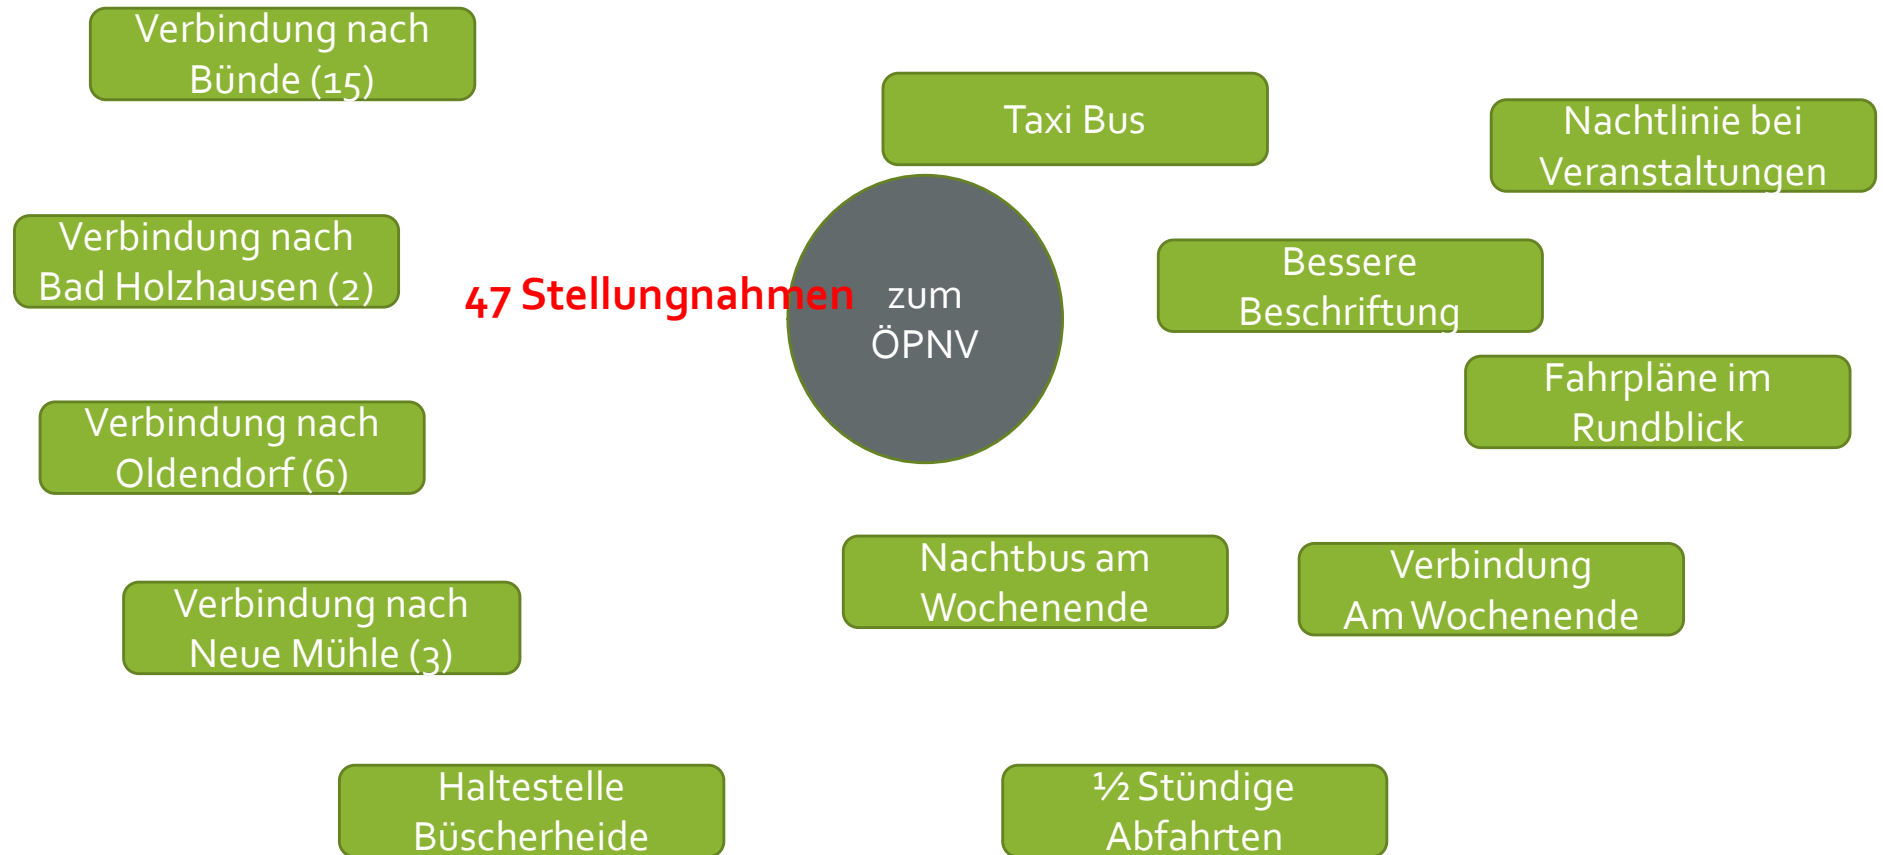 Verbindung nach
Bünde (15)
Taxi Bus
Nachtlinie bei
Veranstaltungen
Verbindung nach
Bad Holzhausen (2)
47 Stellungnahmen
zum
ÖPNV
Bessere
Beschriftung
Fahrpläne im
Rundblick
Verbindung nach
Oldendorf (6)
Nachtbus am
Wochenende
Verbindung
Am Wochenende
Verbindung nach
Neue Mühle (3)
Haltestelle
Büscherheide
½ Stündige
Abfahrten